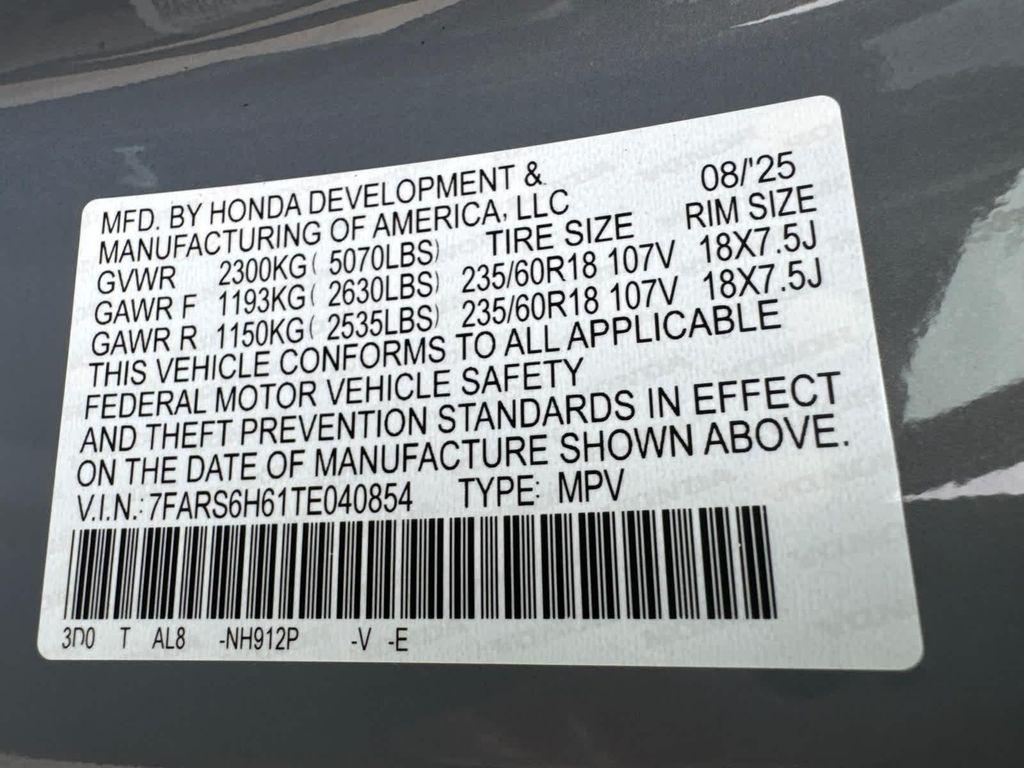 MFD. BY HONDA DEVELOPMENT & 08/'25
MANUFACTURING OF AMERICA, LLC
TIRE SIZE RIM SIZE
GVWR 2300KG( 5070LBS)
GAWR F 1193KG( 2630LBS) 235/60R18 107V 18X7.5J
GAWR R 1150KG( 2535LBS) 235/60R18 107V 18X7.5J
THIS VEHICLE CONFORMS TO ALL APPLICABLE
FEDERAL MOTOR VEHICLE SAFETY
AND THEFT PREVENTION STANDARDS IN EFFECT
ON THE DATE OF MANUFACTURE SHOWN ABOVE.
V.I.N.: 7FARS6H61TE040854 TYPE: MPV
3D0 T AL8 -NH912P -V -E